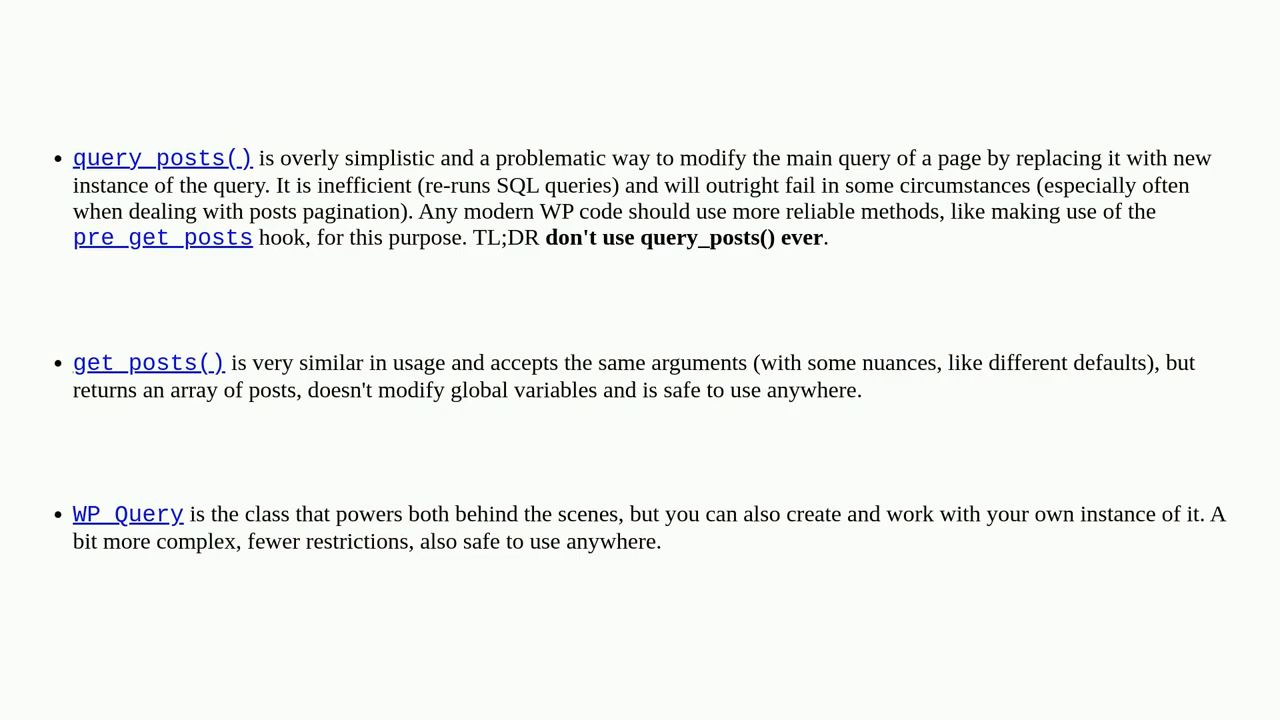 • query_posts() is overly simplistic and a problematic way to modify the main query of a page by replacing it with new
instance of the query. It is inefficient (re-runs SQL queries) and will outright fail in some circumstances (especially often
when dealing with posts pagination). Any modern WP code should use more reliable methods, like making use of the
pre_get_posts hook, for this purpose. TL;DR don't use query_posts() ever.
• get_posts() is very similar in usage and accepts the same arguments (with some nuances, like different defaults), but
returns an array of posts, doesn't modify global variables and is safe to use anywhere.
• WP_Query is the class that powers both behind the scenes, but you can also create and work with your own instance of it. A
bit more complex, fewer restrictions, also safe to use anywhere.